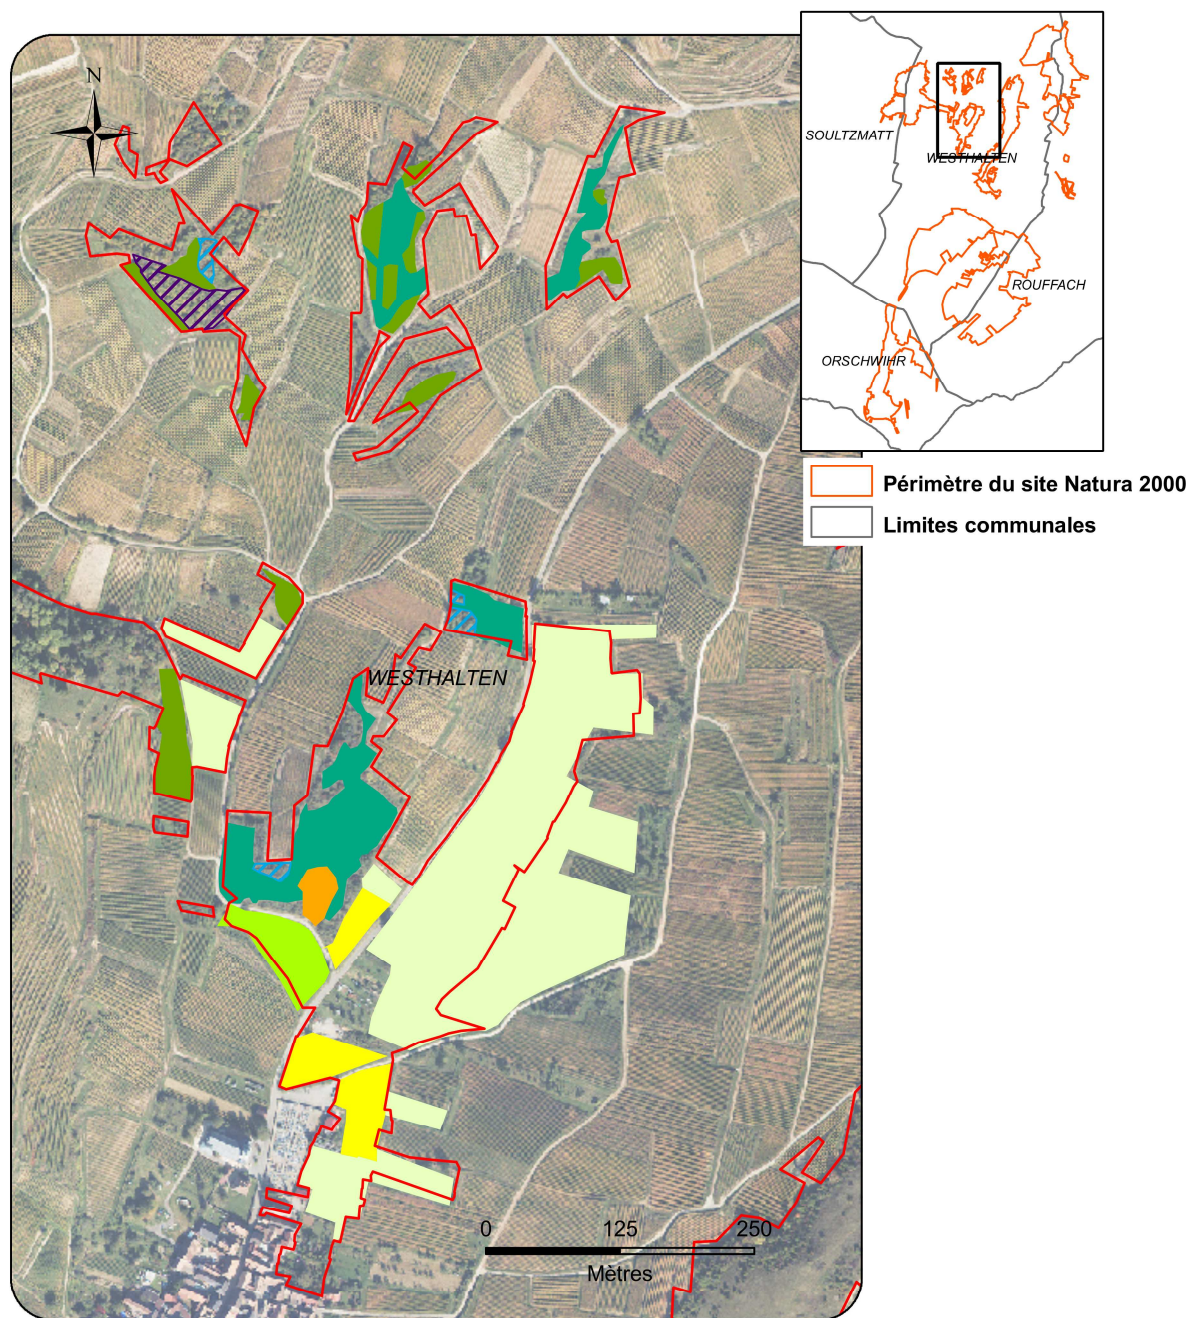 N
SOULTZMATT
WESTHALTEN
ROUFFACH
ORSCHWIHR
Périmètre du site Natura 2000
Limites communales
WESTHALTEN
0 125 250
Mètres